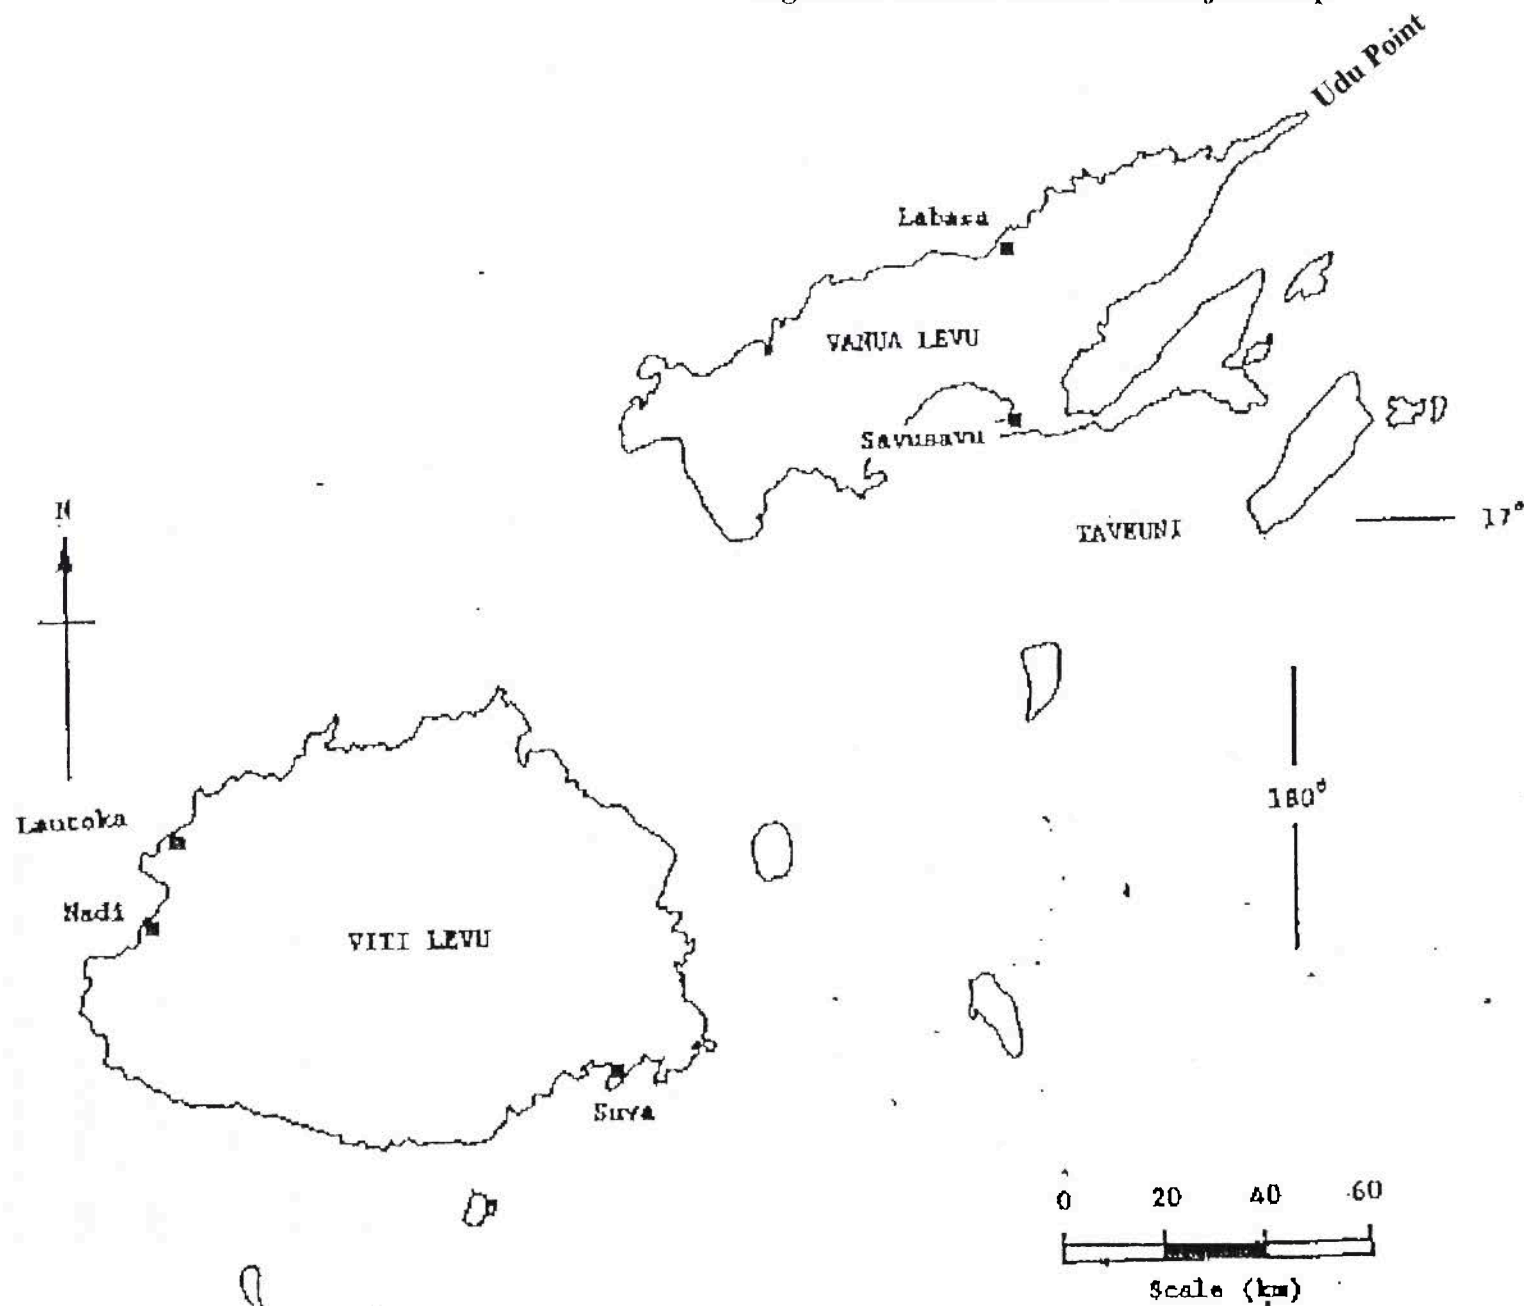 Udu Point
Labasa
VANUA LEVU
Savusavu
TAVEUNI
17°
N
180°
Lautoka
Nadi
VITI LEVU
Suva
0 20 40 60
Scale (km)